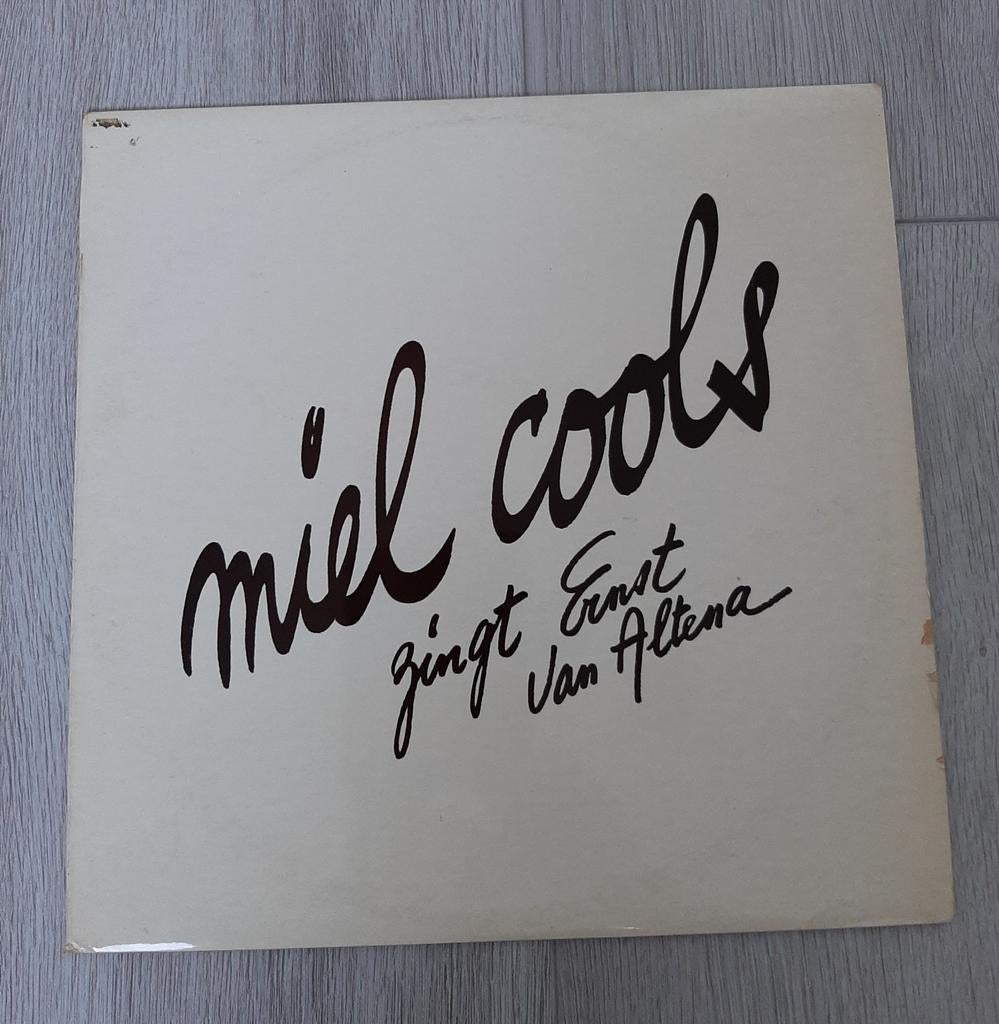 miel cools
zingt Ernst
van Altena